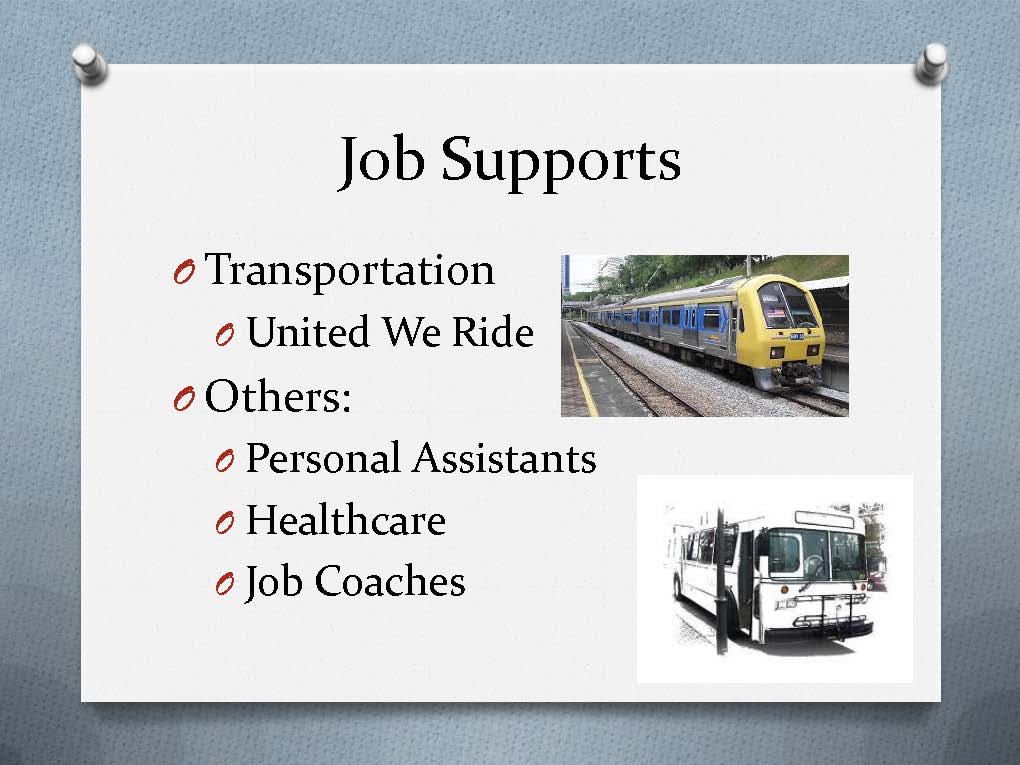 Job Supports
Transportation
United We Ride
Others:
Personal Assistants
Healthcare
Job Coaches